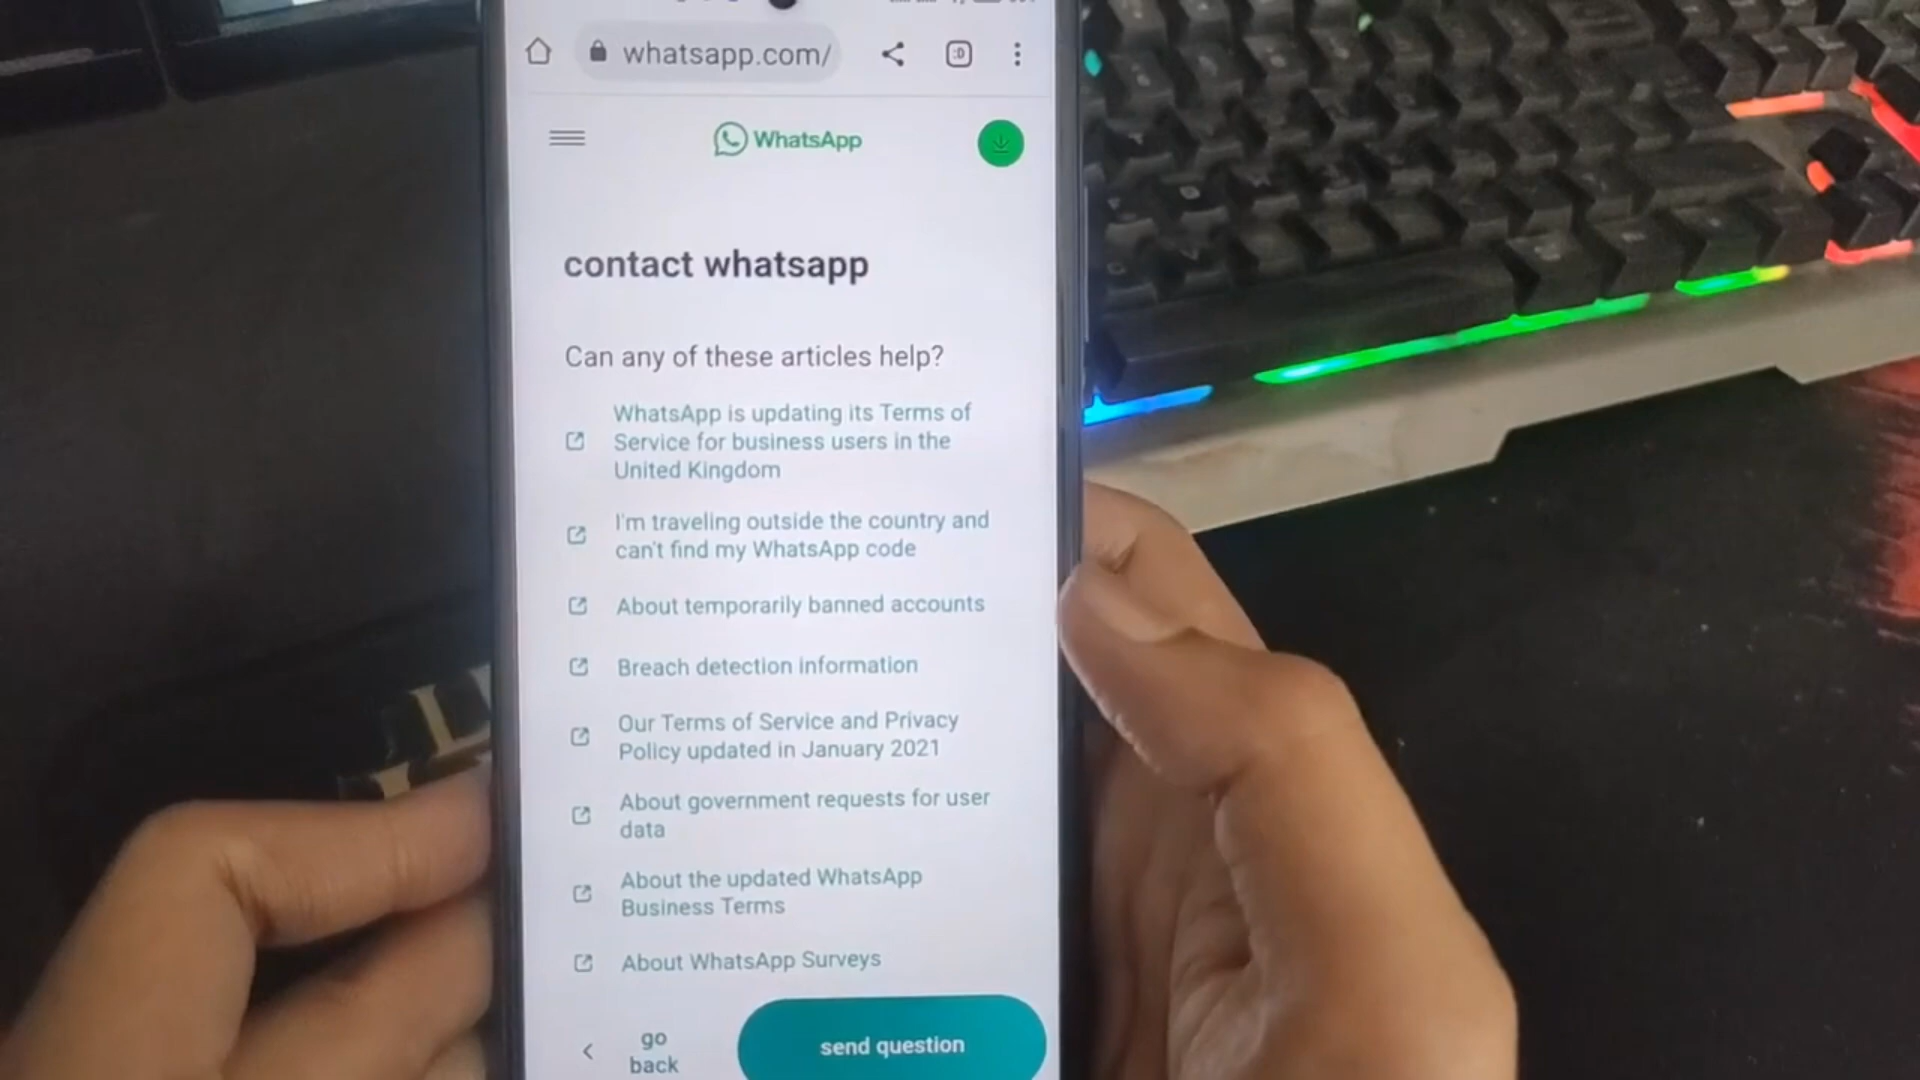 whatsapp.com/
:D
WhatsApp
contact whatsapp
Can any of these articles help?
WhatsApp is updating its Terms of
Service for business users in the
United Kingdom
I'm traveling outside the country and
can't find my WhatsApp code
About temporarily banned accounts
Breach detection information
Our Terms of Service and Privacy
Policy updated in January 2021
About government requests for user
data
About the updated WhatsApp
Business Terms
About WhatsApp Surveys
go
back
send question